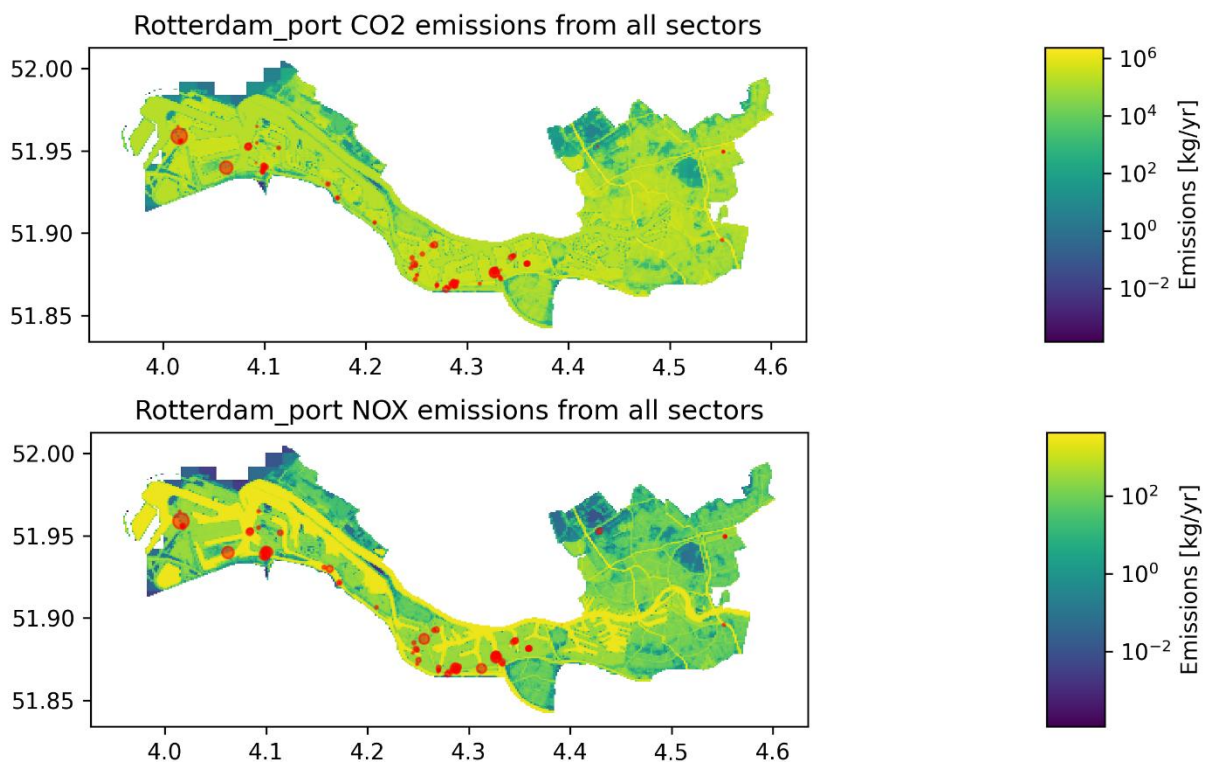 Rotterdam_port CO2 emissions from all sectors
52.00
51.95
51.90
51.85
4.0 4.1 4.2 4.3 4.4 4.5 4.6
10^6
10^4
10^2
10^0
10^-2
Emissions [kg/yr]
Rotterdam_port NOX emissions from all sectors
52.00
51.95
51.90
51.85
4.0 4.1 4.2 4.3 4.4 4.5 4.6
10^2
10^0
10^-2
Emissions [kg/yr]